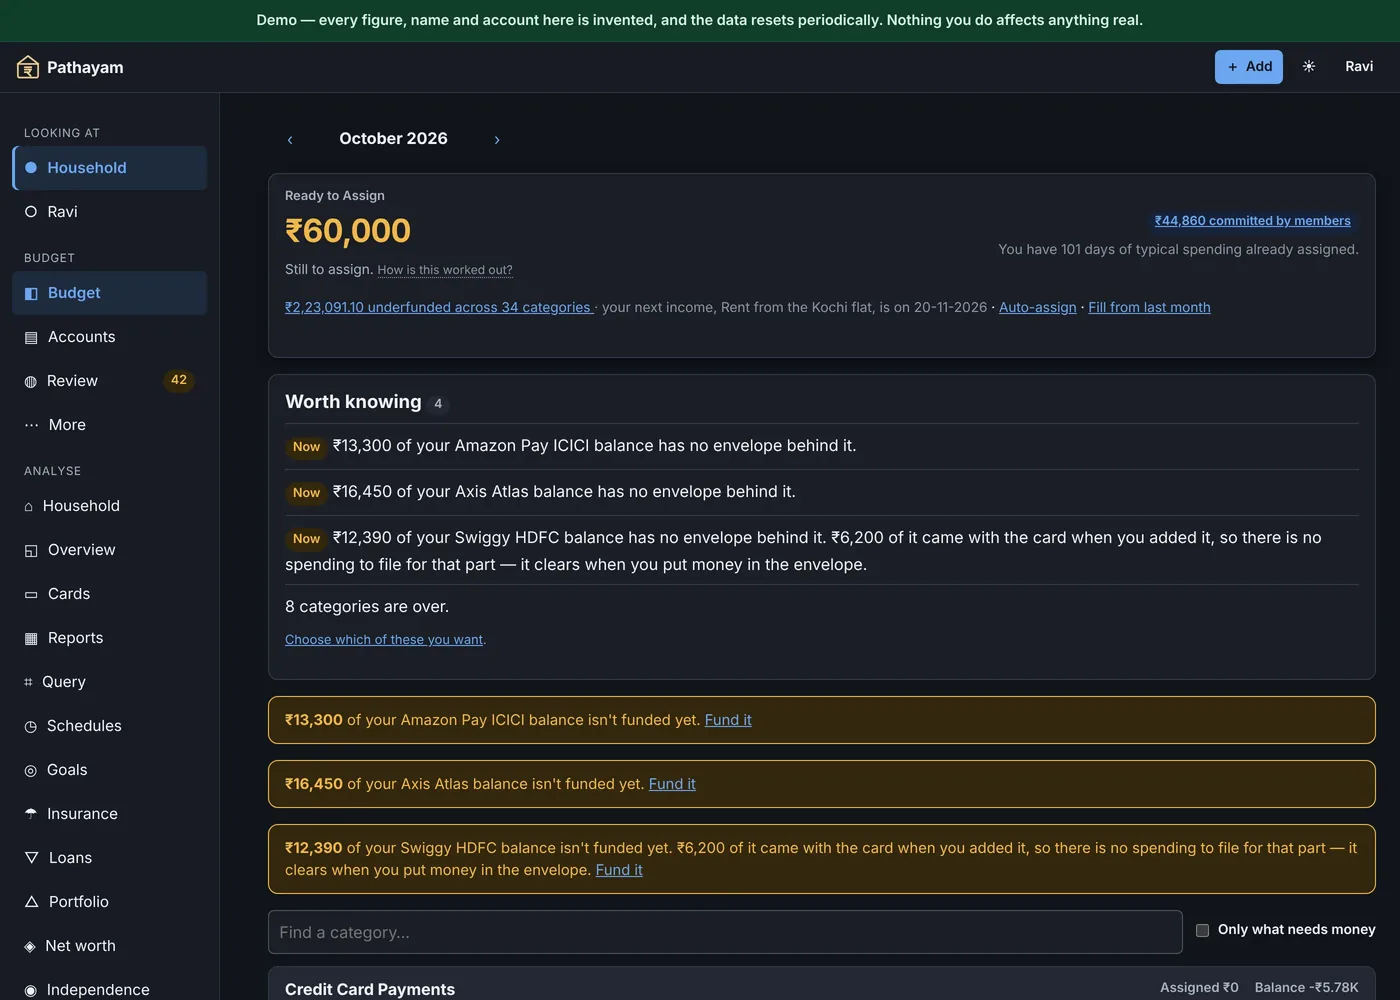 Demo — every figure, name and account here is invented, and the data resets periodically. Nothing you do affects anything real.
Pathayam
+ Add
Ravi
LOOKING AT
Household
Ravi
BUDGET
Budget
Accounts
Review 42
More
ANALYSE
Household
Overview
Cards
Reports
Query
Schedules
Goals
Insurance
Loans
Portfolio
Net worth
Independence
‹ October 2026 ›
Ready to Assign
₹60,000
₹44,860 committed by members
You have 101 days of typical spending already assigned.
Still to assign. How is this worked out?
₹2,23,091.10 underfunded across 34 categories · your next income, Rent from the Kochi flat, is on 20-11-2026 · Auto-assign · Fill from last month
Worth knowing 4
Now ₹13,300 of your Amazon Pay ICICI balance has no envelope behind it.
Now ₹16,450 of your Axis Atlas balance has no envelope behind it.
Now ₹12,390 of your Swiggy HDFC balance has no envelope behind it. ₹6,200 of it came with the card when you added it, so there is no
spending to file for that part — it clears when you put money in the envelope.
8 categories are over.
Choose which of these you want.
₹13,300 of your Amazon Pay ICICI balance isn't funded yet. Fund it
₹16,450 of your Axis Atlas balance isn't funded yet. Fund it
₹12,390 of your Swiggy HDFC balance isn't funded yet. ₹6,200 of it came with the card when you added it, so there is no spending to file for that part — it
clears when you put money in the envelope. Fund it
Find a category...
Only what needs money
Credit Card Payments
Assigned ₹0 Balance -₹5.78K